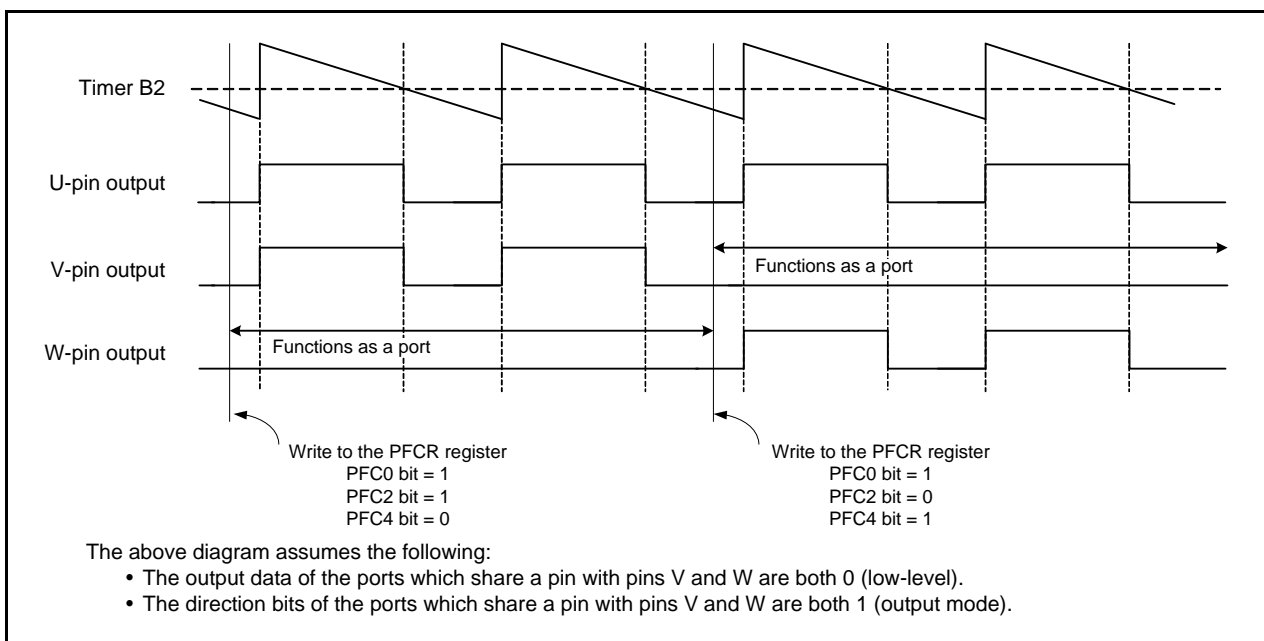 Timer B2
U-pin output
V-pin output
Functions as a port
W-pin output
Functions as a port
Write to the PFCR register
PFC0 bit = 1
PFC2 bit = 1
PFC4 bit = 0
Write to the PFCR register
PFC0 bit = 1
PFC2 bit = 0
PFC4 bit = 1
The above diagram assumes the following:
• The output data of the ports which share a pin with pins V and W are both 0 (low-level).
• The direction bits of the ports which share a pin with pins V and W are both 1 (output mode).